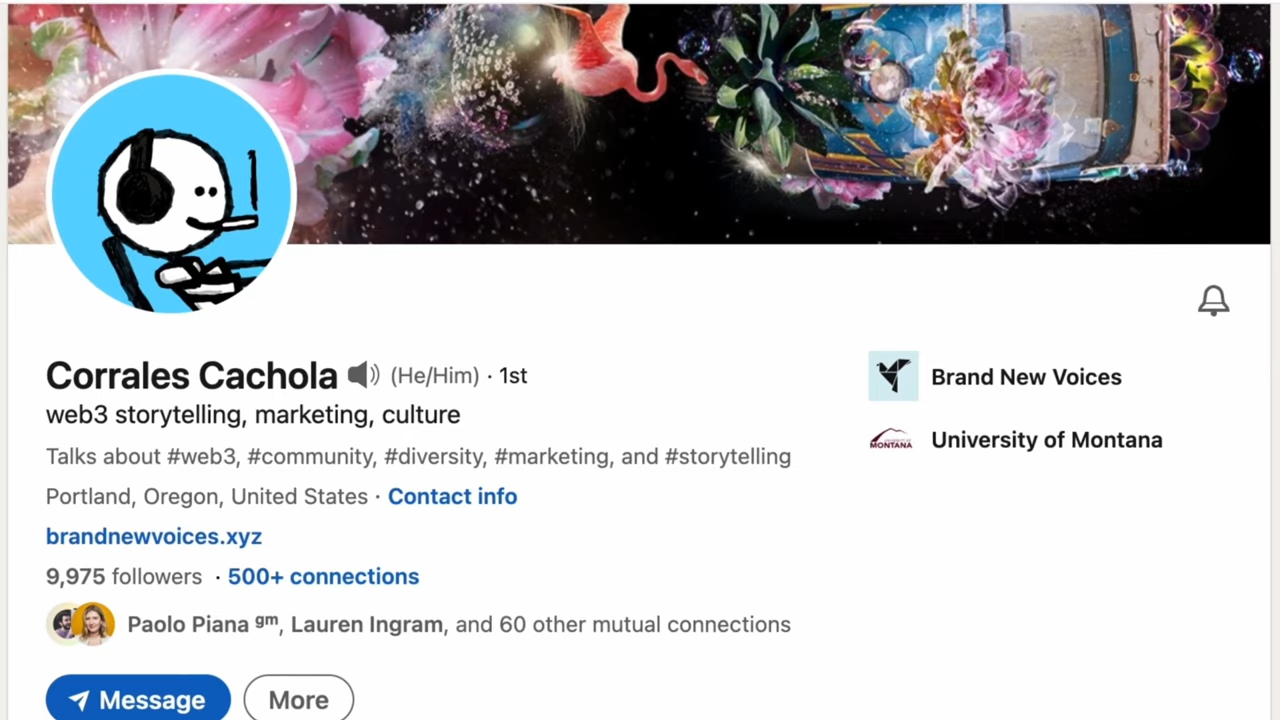 Corrales Cachola (He/Him) · 1st
web3 storytelling, marketing, culture
Talks about #web3, #community, #diversity, #marketing, and #storytelling
Portland, Oregon, United States · Contact info
brandnewvoices.xyz
9,975 followers · 500+ connections
Paolo Piana ᵍᵐ, Lauren Ingram, and 60 other mutual connections
Message
More
Brand New Voices
MONTANA
University of Montana